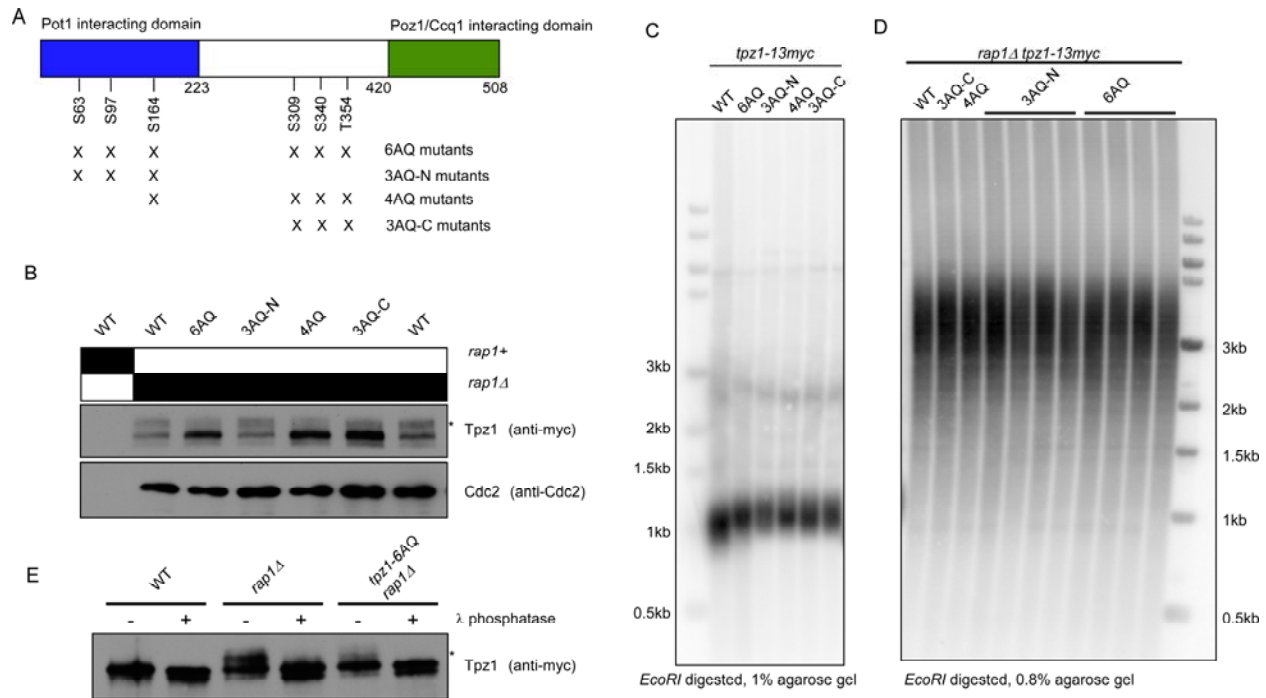 A
Pot1 interacting domain
Poz1/Ccq1 interacting domain
223
420
508
S63
S97
S164
S309
S340
T354
X X X X X X 6AQ mutants
X X X 3AQ-N mutants
X X X X 4AQ mutants
X X X 3AQ-C mutants
B
WT WT 6AQ 3AQ-N 4AQ 3AQ-C WT
rap1+
rap1Δ
* Tpz1 (anti-myc)
Cdc2 (anti-Cdc2)
E
WT rap1Δ tpz1-6AQ rap1Δ
- + - + - + λ phosphatase
* Tpz1 (anti-myc)
C
tpz1-13myc
WT 6AQ 3AQ-N 4AQ 3AQ-C
3kb
2kb
1.5kb
1kb
0.5kb
EcoRI digested, 1% agarose gel
D
rap1Δ tpz1-13myc
WT 3AQ-C 4AQ 3AQ-N 6AQ
3kb
2kb
1.5kb
1kb
0.5kb
EcoRI digested, 0.8% agarose gel